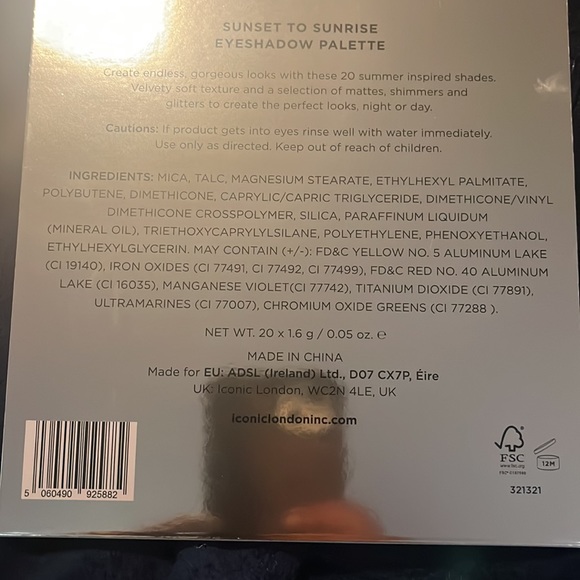 SUNSET TO SUNRISE
EYESHADOW PALETTE
Create endless, gorgeous looks with these 20 summer inspired shades.
Velvety soft texture and a selection of mattes, shimmers and
glitters to create the perfect looks, night or day.
Cautions: If product gets into eyes rinse well with water immediately.
Use only as directed. Keep out of reach of children.
INGREDIENTS: MICA, TALC, MAGNESIUM STEARATE, ETHYLHEXYL PALMITATE,
POLYBUTENE, DIMETHICONE, CAPRYLIC/CAPRIC TRIGLYCERIDE, DIMETHICONE/VINYL
DIMETHICONE CROSSPOLYMER, SILICA, PARAFFINUM LIQUIDUM
(MINERAL OIL), TRIETHOXYCAPRYLYLSILANE, POLYETHYLENE, PHENOXYETHANOL,
ETHYLHEXYLGLYCERIN. MAY CONTAIN (+/-): FD&C YELLOW NO. 5 ALUMINUM LAKE
(CI 19140), IRON OXIDES (CI 77491, CI 77492, CI 77499), FD&C RED NO. 40 ALUMINUM
LAKE (CI 16035), MANGANESE VIOLET(CI 77742), TITANIUM DIOXIDE (CI 77891),
ULTRAMARINES (CI 77007), CHROMIUM OXIDE GREENS (CI 77288 ).
NET WT. 20 x 1.6 g / 0.05 oz. ℮
MADE IN CHINA
Made for EU: ADSL (Ireland) Ltd., D07 CX7P, Éire
UK: Iconic London, WC2N 4LE, UK
iconiclondoninc.com
5 060490 925882
FSC
www.fsc.org
12M
321321